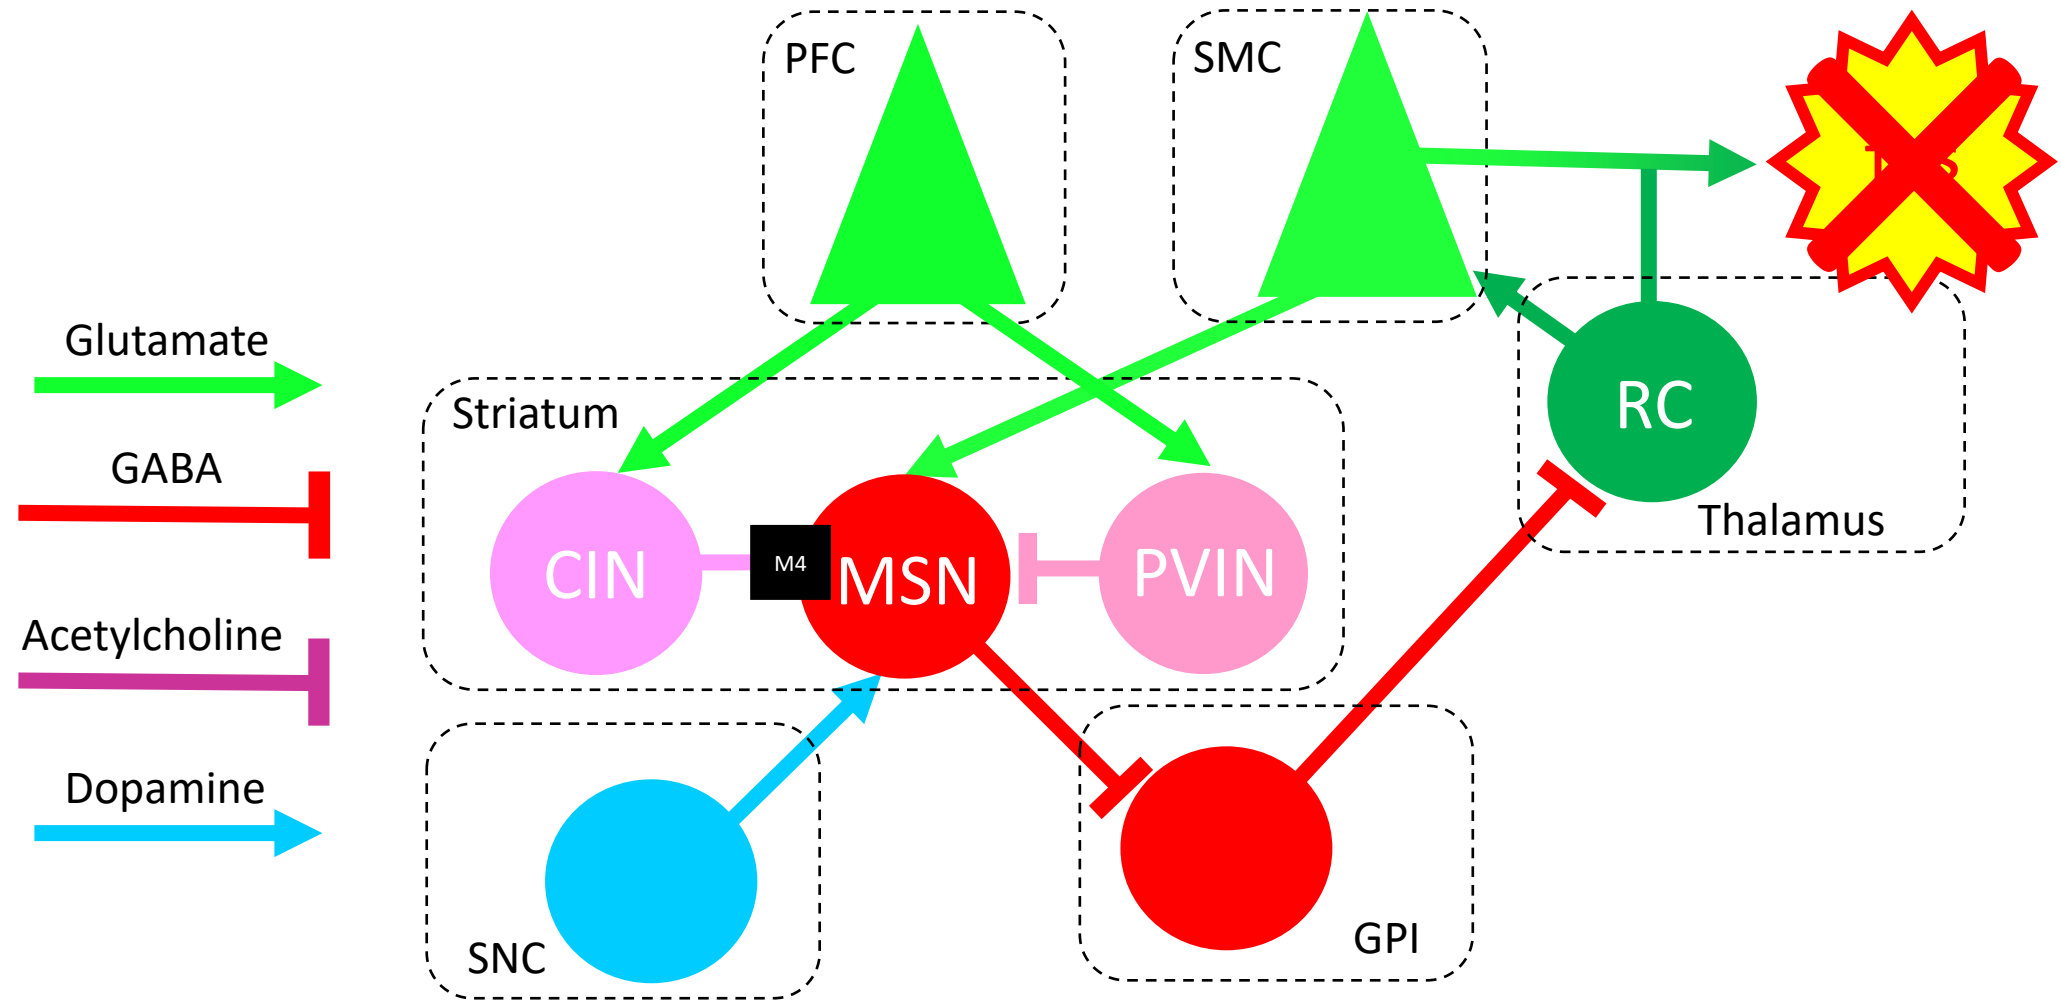 PFC
SMC
Glutamate
Striatum
RC
GABA
Thalamus
CIN
M4
MSN
PVIN
Acetylcholine
Dopamine
SNC
GPI